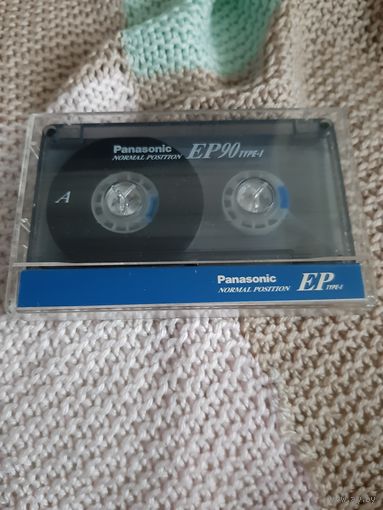 Panasonic EP90 TYPE-I
NORMAL POSITION
A
Panasonic EP TYPE-I
NORMAL POSITION